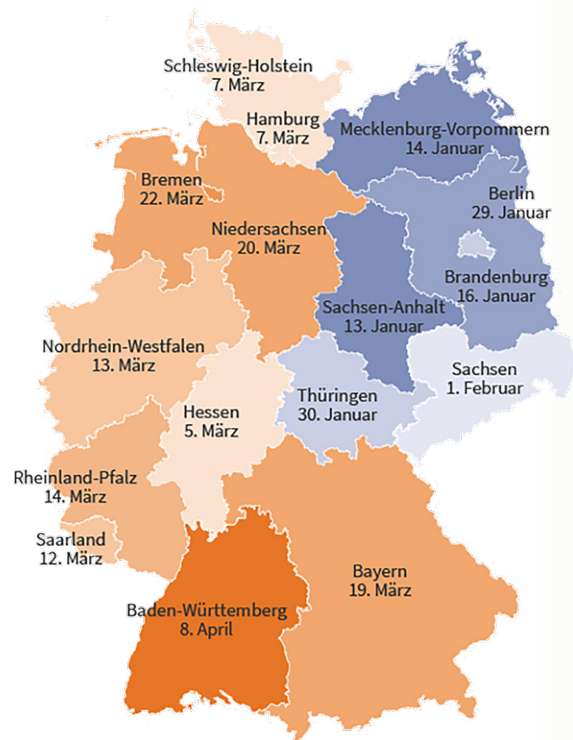 Schleswig-Holstein
7. März
Hamburg
7. März
Mecklenburg-Vorpommern
14. Januar
Bremen
22. März
Berlin
29. Januar
Niedersachsen
20. März
Brandenburg
16. Januar
Sachsen-Anhalt
13. Januar
Nordrhein-Westfalen
13. März
Sachsen
1. Februar
Thüringen
30. Januar
Hessen
5. März
Rheinland-Pfalz
14. März
Saarland
12. März
Bayern
19. März
Baden-Württemberg
8. April